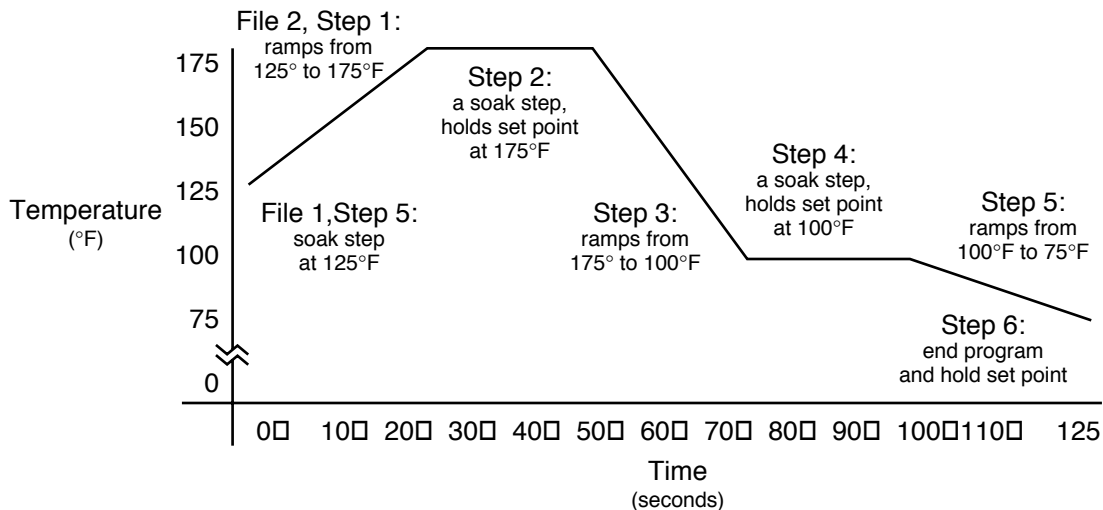 File 2, Step 1:
ramps from
125° to 175°F
Step 2:
a soak step,
holds set point
at 175°F
Step 4:
a soak step,
holds set point
at 100°F
Step 5:
ramps from
100°F to 75°F
File 1,Step 5:
soak step
at 125°F
Step 3:
ramps from
175° to 100°F
Step 6:
end program
and hold set point
Temperature
(°F)
175
150
125
100
75
0
0□ 10□ 20□ 30□ 40□ 50□ 60□ 70□ 80□ 90□ 100□ 110□ 125
Time
(seconds)